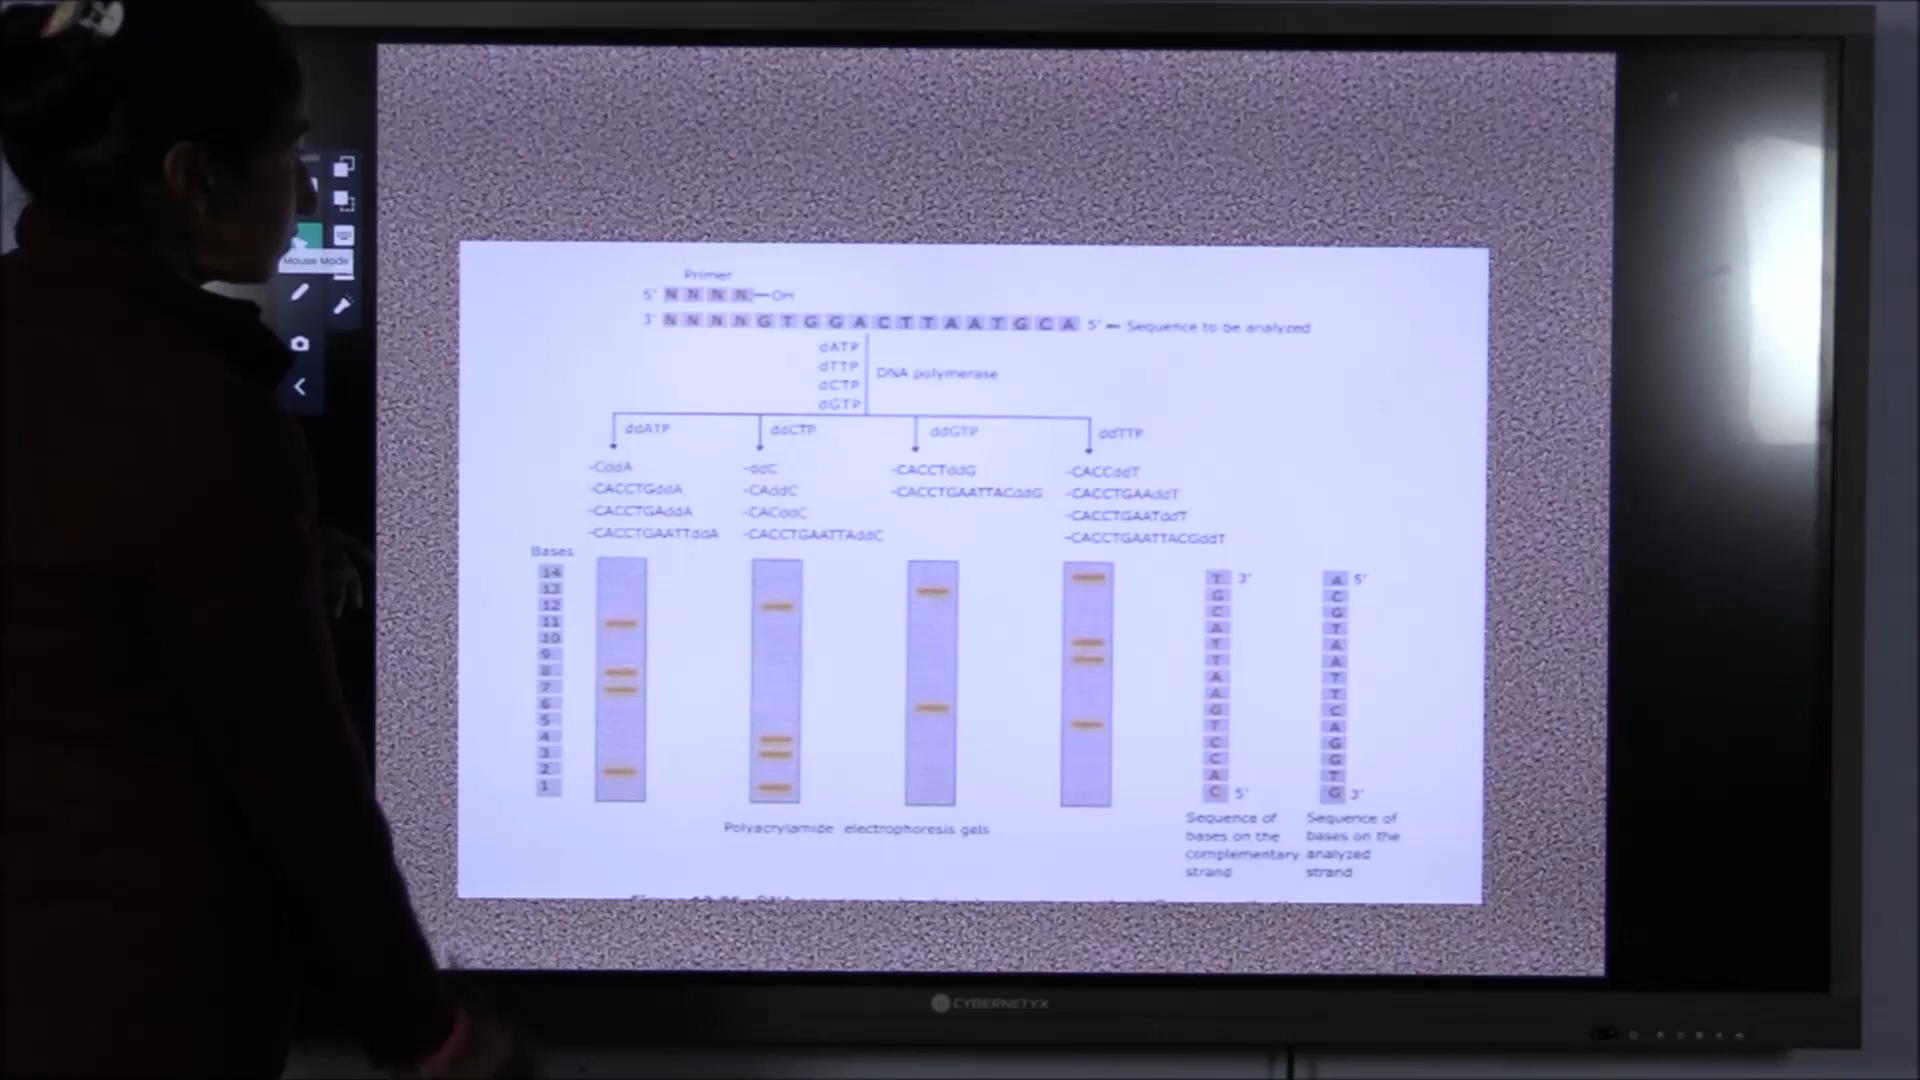 Mouse Mode
Primer
5' N N N N—OH
3' N N N N G T G G A C T T A A T G C A 5' — Sequence to be analyzed
dATP
dTTP
dCTP
dGTP
DNA polymerase
ddATP
ddCTP
ddGTP
ddTTP
-CddA
-CACCTGddA
-CACCTGAddA
-CACCTGAATTddA
-ddC
-CAddC
-CACddC
-CACCTGAATTAddC
-CACCTddG
-CACCTGAATTACddG
-CACCddT
-CACCTGAAddT
-CACCTGAATddT
-CACCTGAATTACGddT
Bases
14
13
12
11
10
9
8
7
6
5
4
3
2
1
T 3'
G
C
A
T
T
A
A
G
T
C
C
A
C 5'
A 5'
C
G
T
A
A
T
T
C
A
G
G
T
G 3'
Polyacrylamide electrophoresis gels
Sequence of
bases on the
complementary
strand
Sequence of
bases on the
analyzed
strand
CYBERNETYX